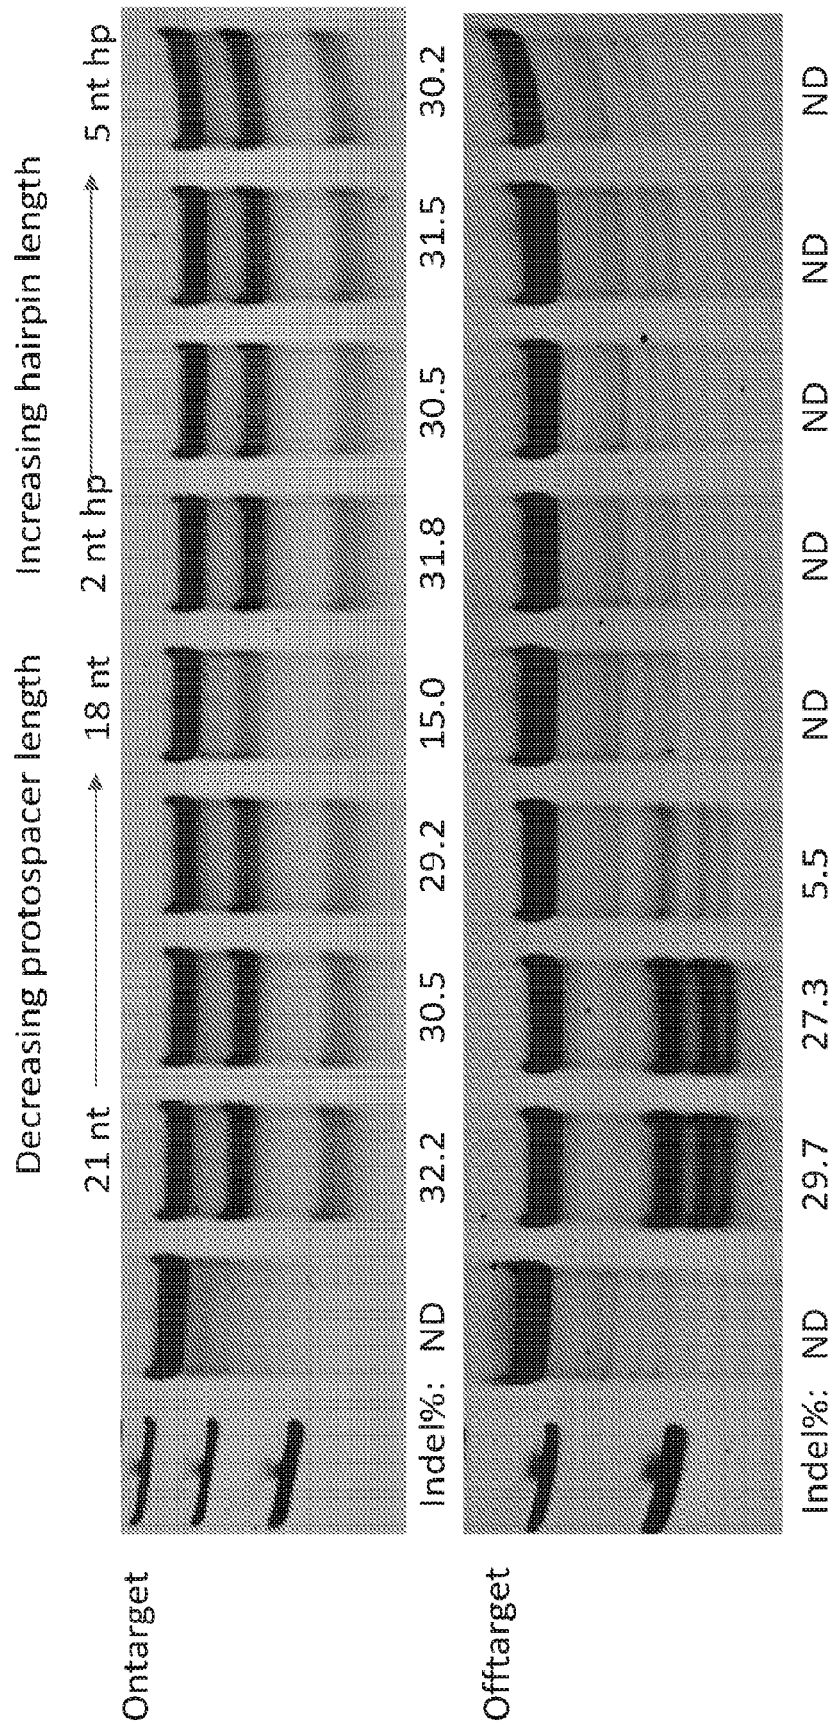 Decreasing protospacer length Increasing hairpin length
21 nt 18 nt 2 nt hp 5 nt hp
Ontarget
Indel%: ND 32.2 30.5 29.2 15.0 31.8 30.5 31.5 30.2
Offtarget
Indel%: ND 29.7 27.3 5.5 ND ND ND ND ND